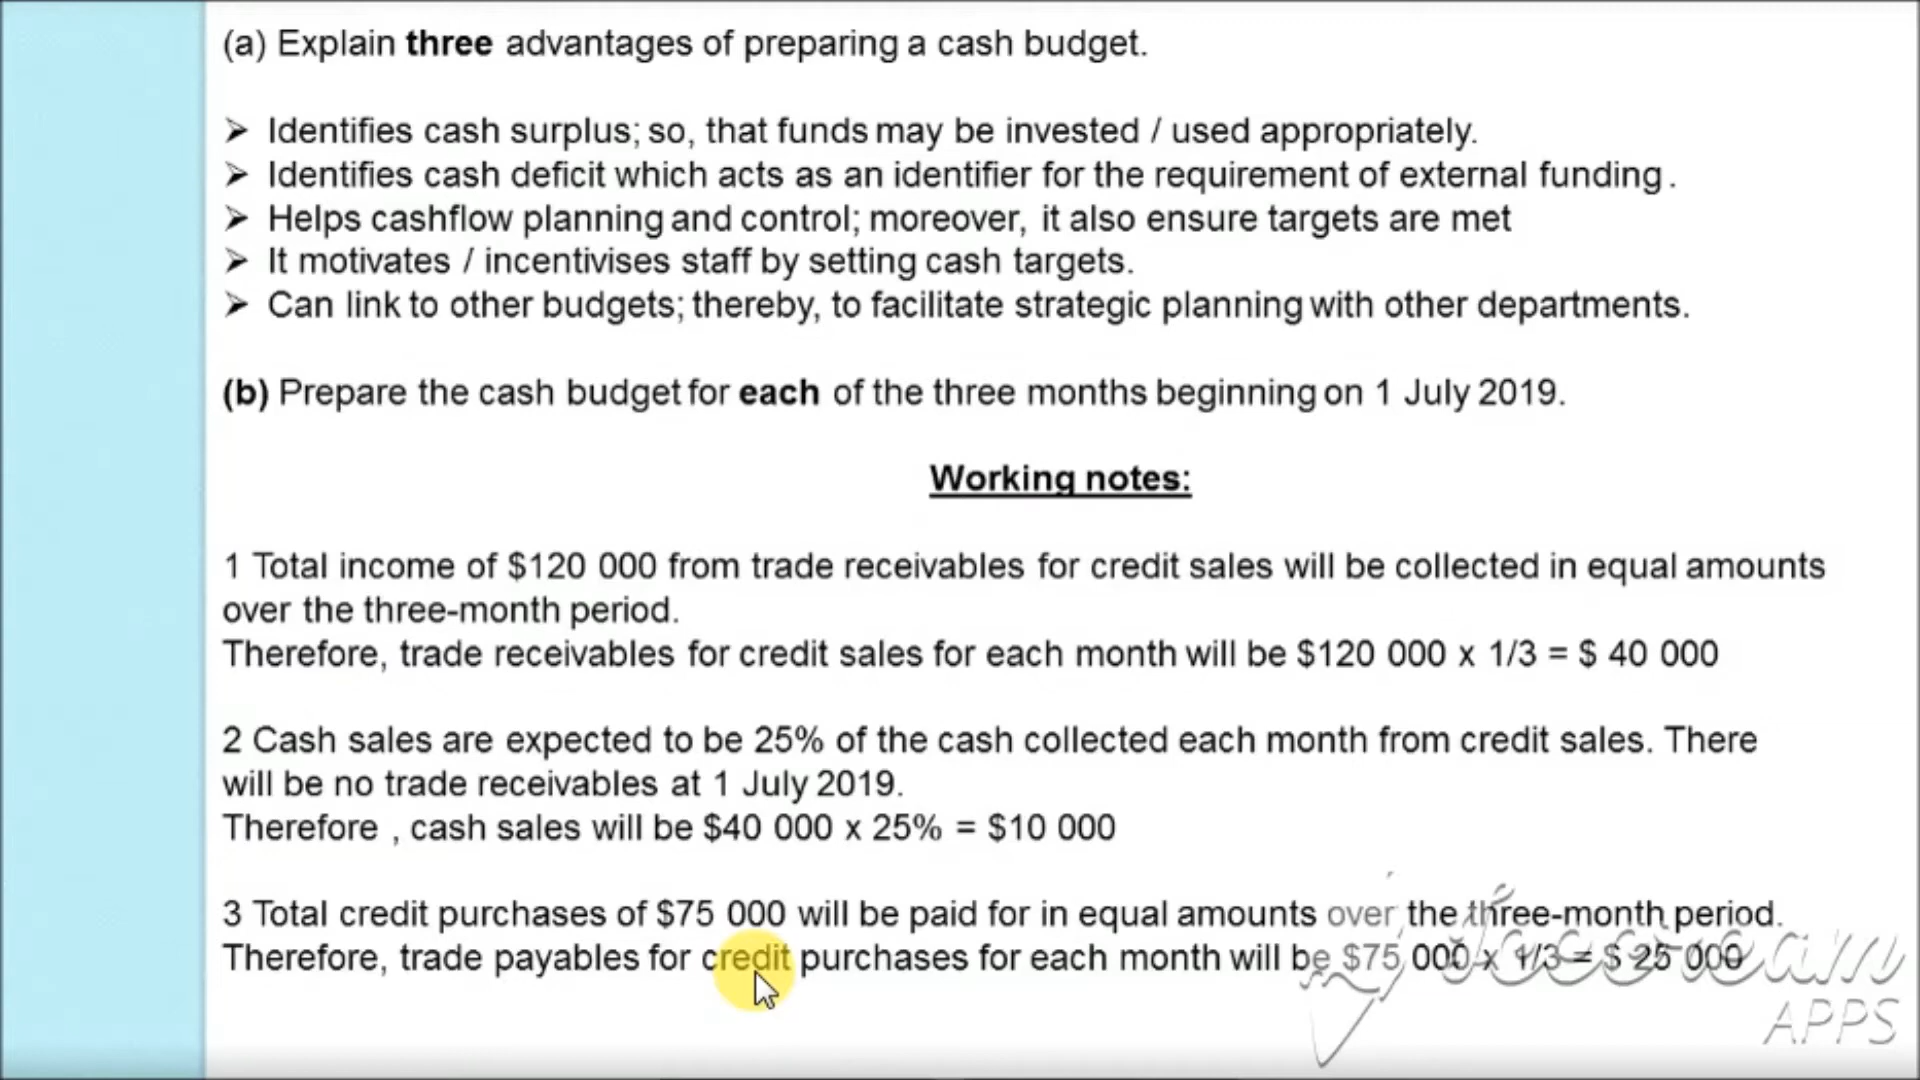 (a) Explain three advantages of preparing a cash budget.
➢ Identifies cash surplus; so, that funds may be invested / used appropriately.
➢ Identifies cash deficit which acts as an identifier for the requirement of external funding.
➢ Helps cashflow planning and control; moreover, it also ensure targets are met
➢ It motivates / incentivises staff by setting cash targets.
➢ Can link to other budgets; thereby, to facilitate strategic planning with other departments.
(b) Prepare the cash budget for each of the three months beginning on 1 July 2019.
Working notes:
1 Total income of $120 000 from trade receivables for credit sales will be collected in equal amounts
over the three-month period.
Therefore, trade receivables for credit sales for each month will be $120 000 x 1/3 = $ 40 000
2 Cash sales are expected to be 25% of the cash collected each month from credit sales. There
will be no trade receivables at 1 July 2019.
Therefore , cash sales will be $40 000 x 25% = $10 000
3 Total credit purchases of $75 000 will be paid for in equal amounts over the three-month period.
Therefore, trade payables for credit purchases for each month will be $75 000 x 1/3 = $ 25 000
APPS